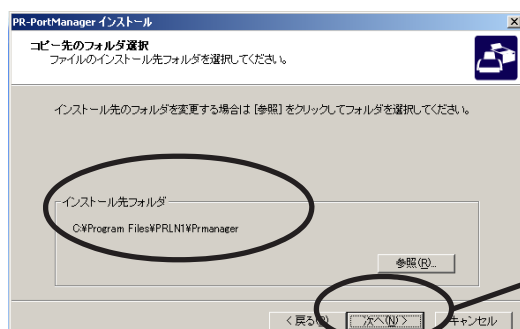 PR-PortManager インストール
コピー先のフォルダ選択
ファイルのインストール先フォルダを選択してください。
インストール先のフォルダを変更する場合は [参照] をクリックしてフォルダを選択してください。
インストール先フォルダ
C:¥Program Files¥PRLN1¥Prmanager
参照(R)...
< 戻る(B)
次へ(N) >
キャンセル